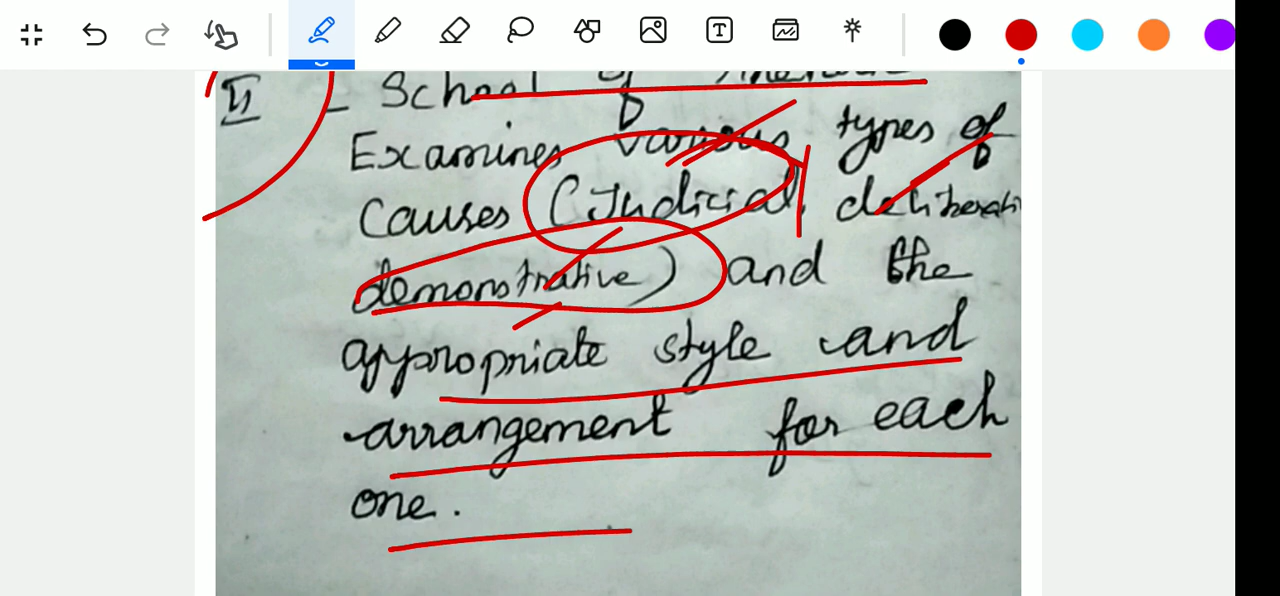 II - School of
Examines various types of
Causes (Judicial, deliberati
demonstrative) and the
appropriate style and
arrangement for each
one.